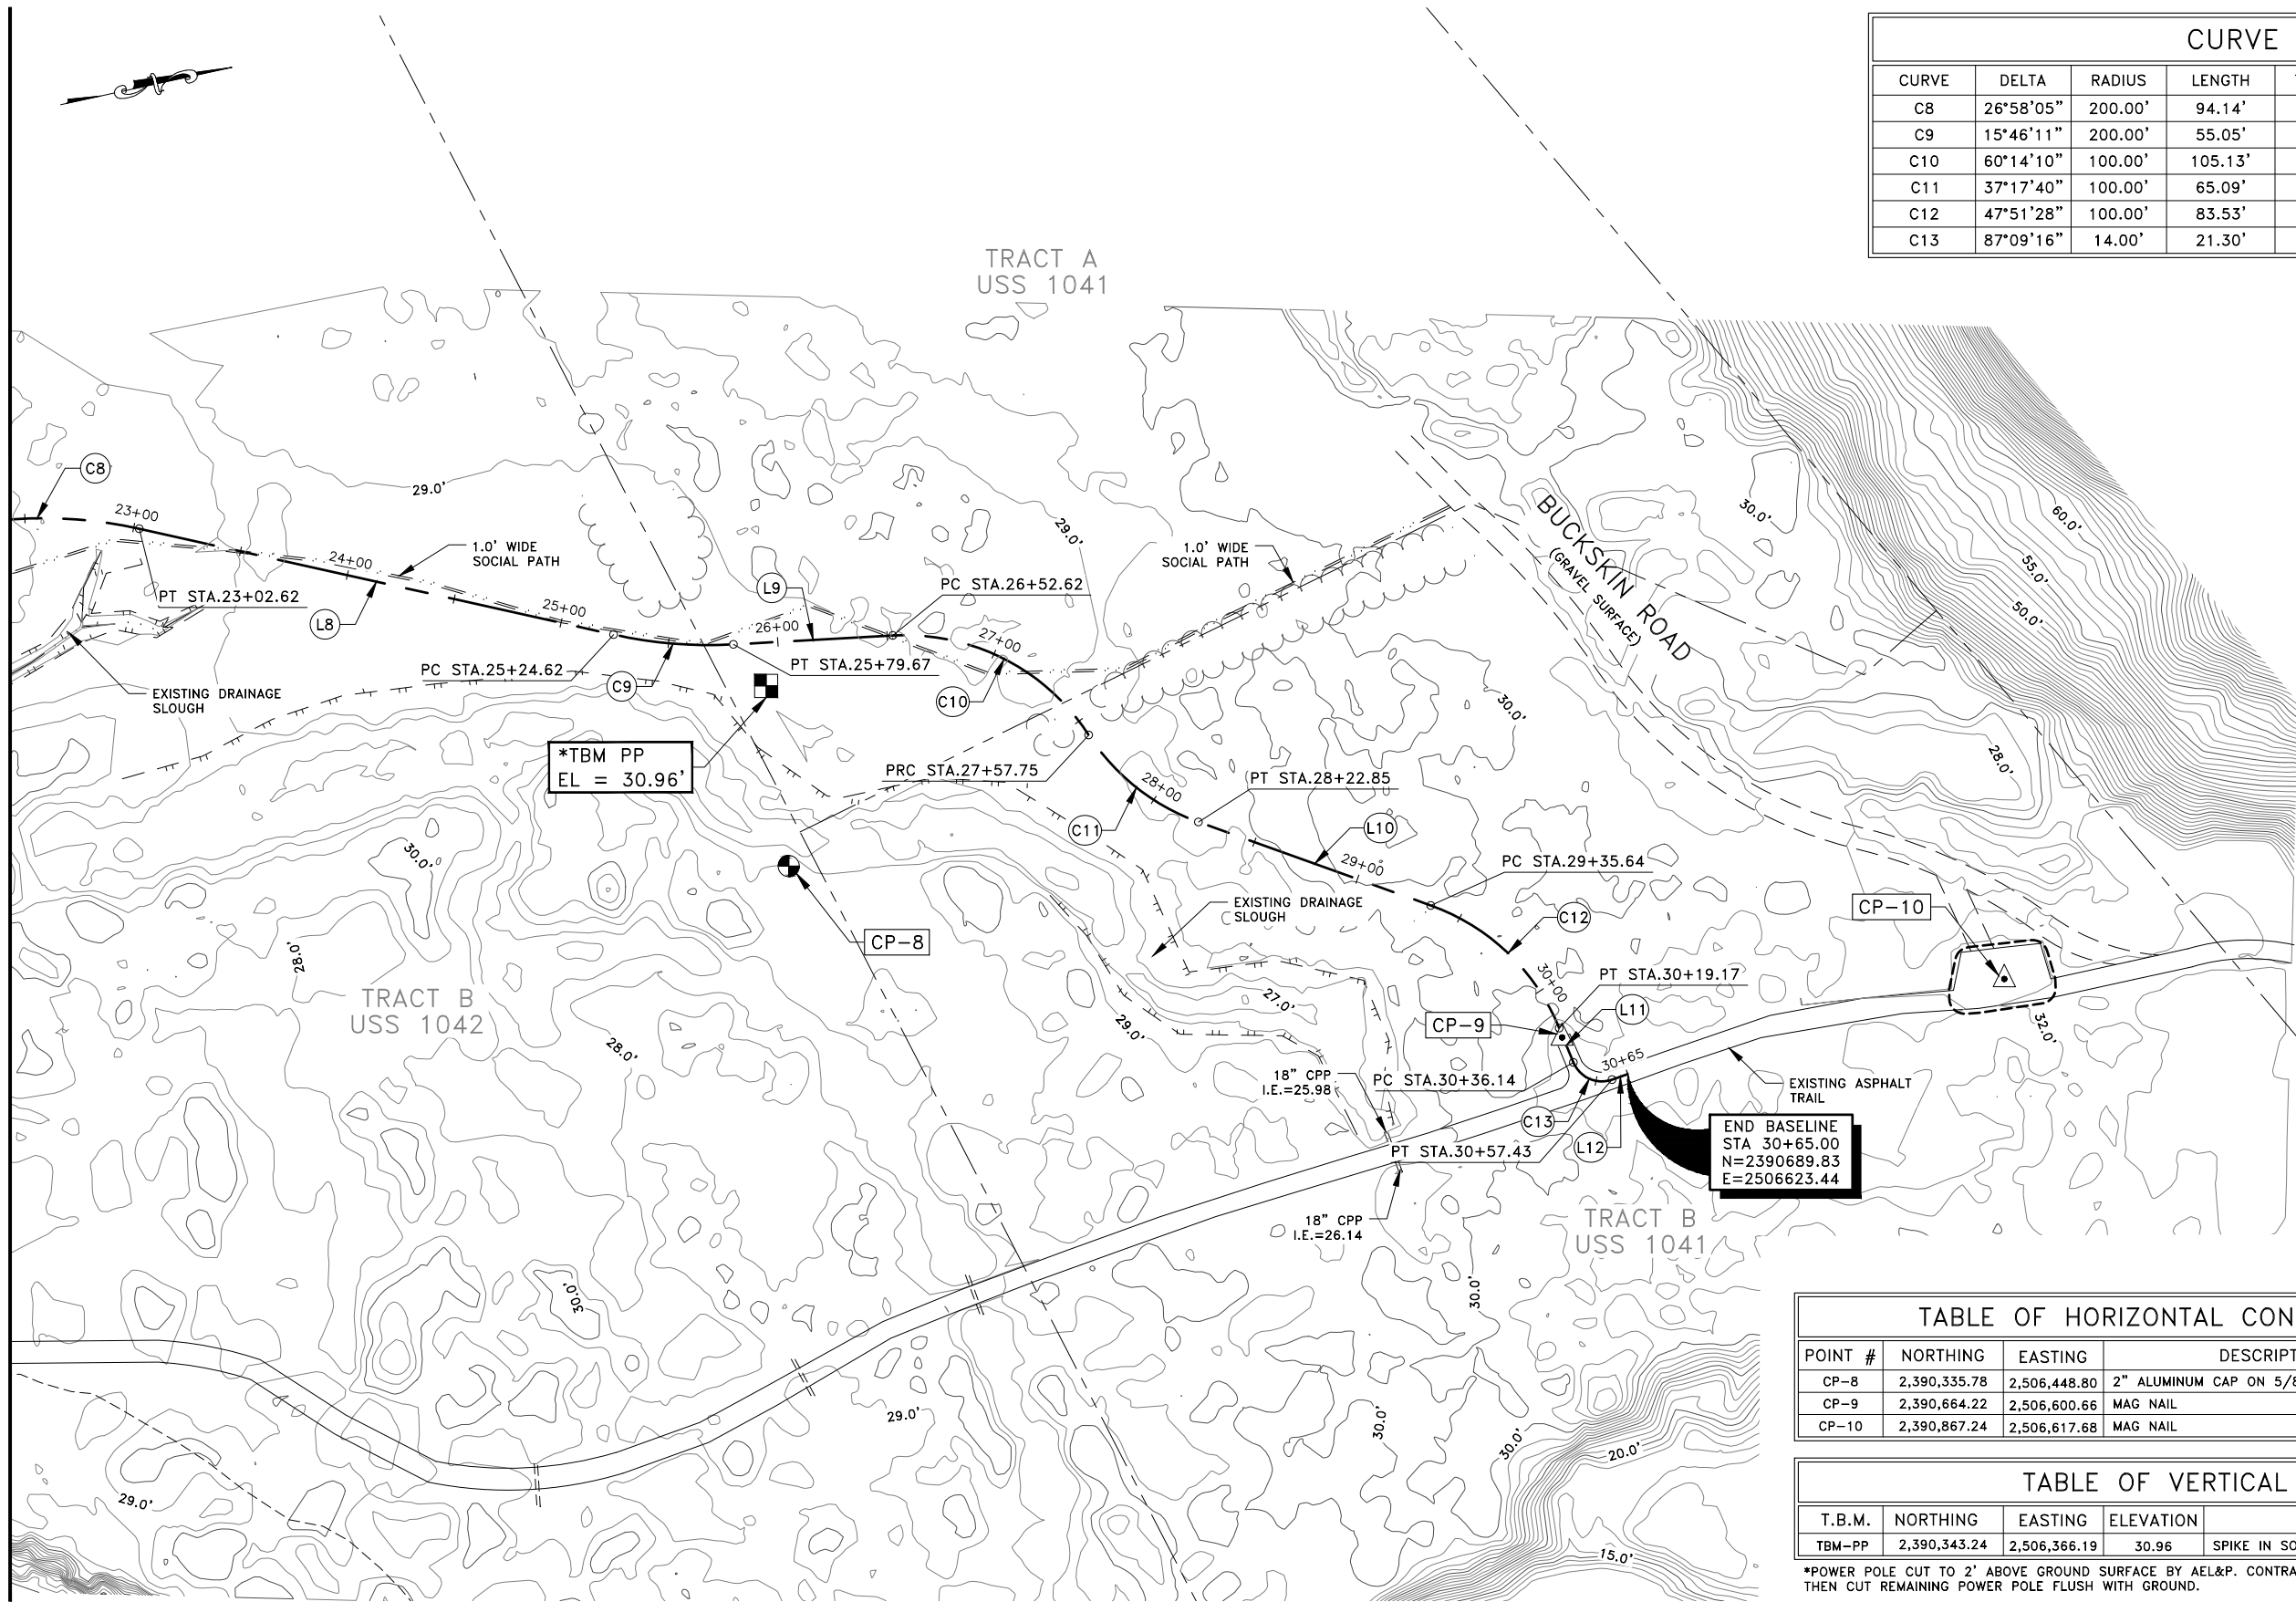 CURVE
CURVE DELTA RADIUS LENGTH
C8 26°58'05" 200.00' 94.14'
C9 15°46'11" 200.00' 55.05'
C10 60°14'10" 100.00' 105.13'
C11 37°17'40" 100.00' 65.09'
C12 47°51'28" 100.00' 83.53'
C13 87°09'16" 14.00' 21.30'
TRACT A
USS 1041
C8
29.0'
23+00
24+00
1.0' WIDE
SOCIAL PATH
PT STA.23+02.62
L8
25+00
L9
26+00
PC STA.26+52.62
27+00
29.0'
1.0' WIDE
SOCIAL PATH
BUCKSKIN ROAD
(GRAVEL SURFACE)
30.0'
60.0'
55.0'
50.0'
PC STA.25+24.62
C9
PT STA.25+79.67
C10
EXISTING DRAINAGE
SLOUGH
*TBM PP
EL = 30.96'
PRC STA.27+57.75
28+00
PT STA.28+22.85
30.0'
28.0'
C11
L10
29+00
PC STA.29+35.64
30.0'
EXISTING DRAINAGE
SLOUGH
C12
CP-10
CP-8
28.0'
TRACT B
USS 1042
28.0'
27.0'
29.0'
30+00
PT STA.30+19.17
CP-9
L11
32.0'
30+65
18" CPP
I.E.=25.98
PC STA.30+36.14
EXISTING ASPHALT
TRAIL
C13
L12
PT STA.30+57.43
END BASELINE
STA 30+65.00
N=2390689.83
E=2506623.44
18" CPP
I.E.=26.14
TRACT B
USS 1041
30.0'
30.0'
29.0'
30.0'
30.0'
20.0'
29.0'
15.0'
TABLE OF HORIZONTAL CON
POINT # NORTHING EASTING DESCRIPT
CP-8 2,390,335.78 2,506,448.80 2" ALUMINUM CAP ON 5/8
CP-9 2,390,664.22 2,506,600.66 MAG NAIL
CP-10 2,390,867.24 2,506,617.68 MAG NAIL
TABLE OF VERTICAL
T.B.M. NORTHING EASTING ELEVATION
TBM-PP 2,390,343.24 2,506,366.19 30.96 SPIKE IN SO
*POWER POLE CUT TO 2' ABOVE GROUND SURFACE BY AEL&P. CONTRA
THEN CUT REMAINING POWER POLE FLUSH WITH GROUND.